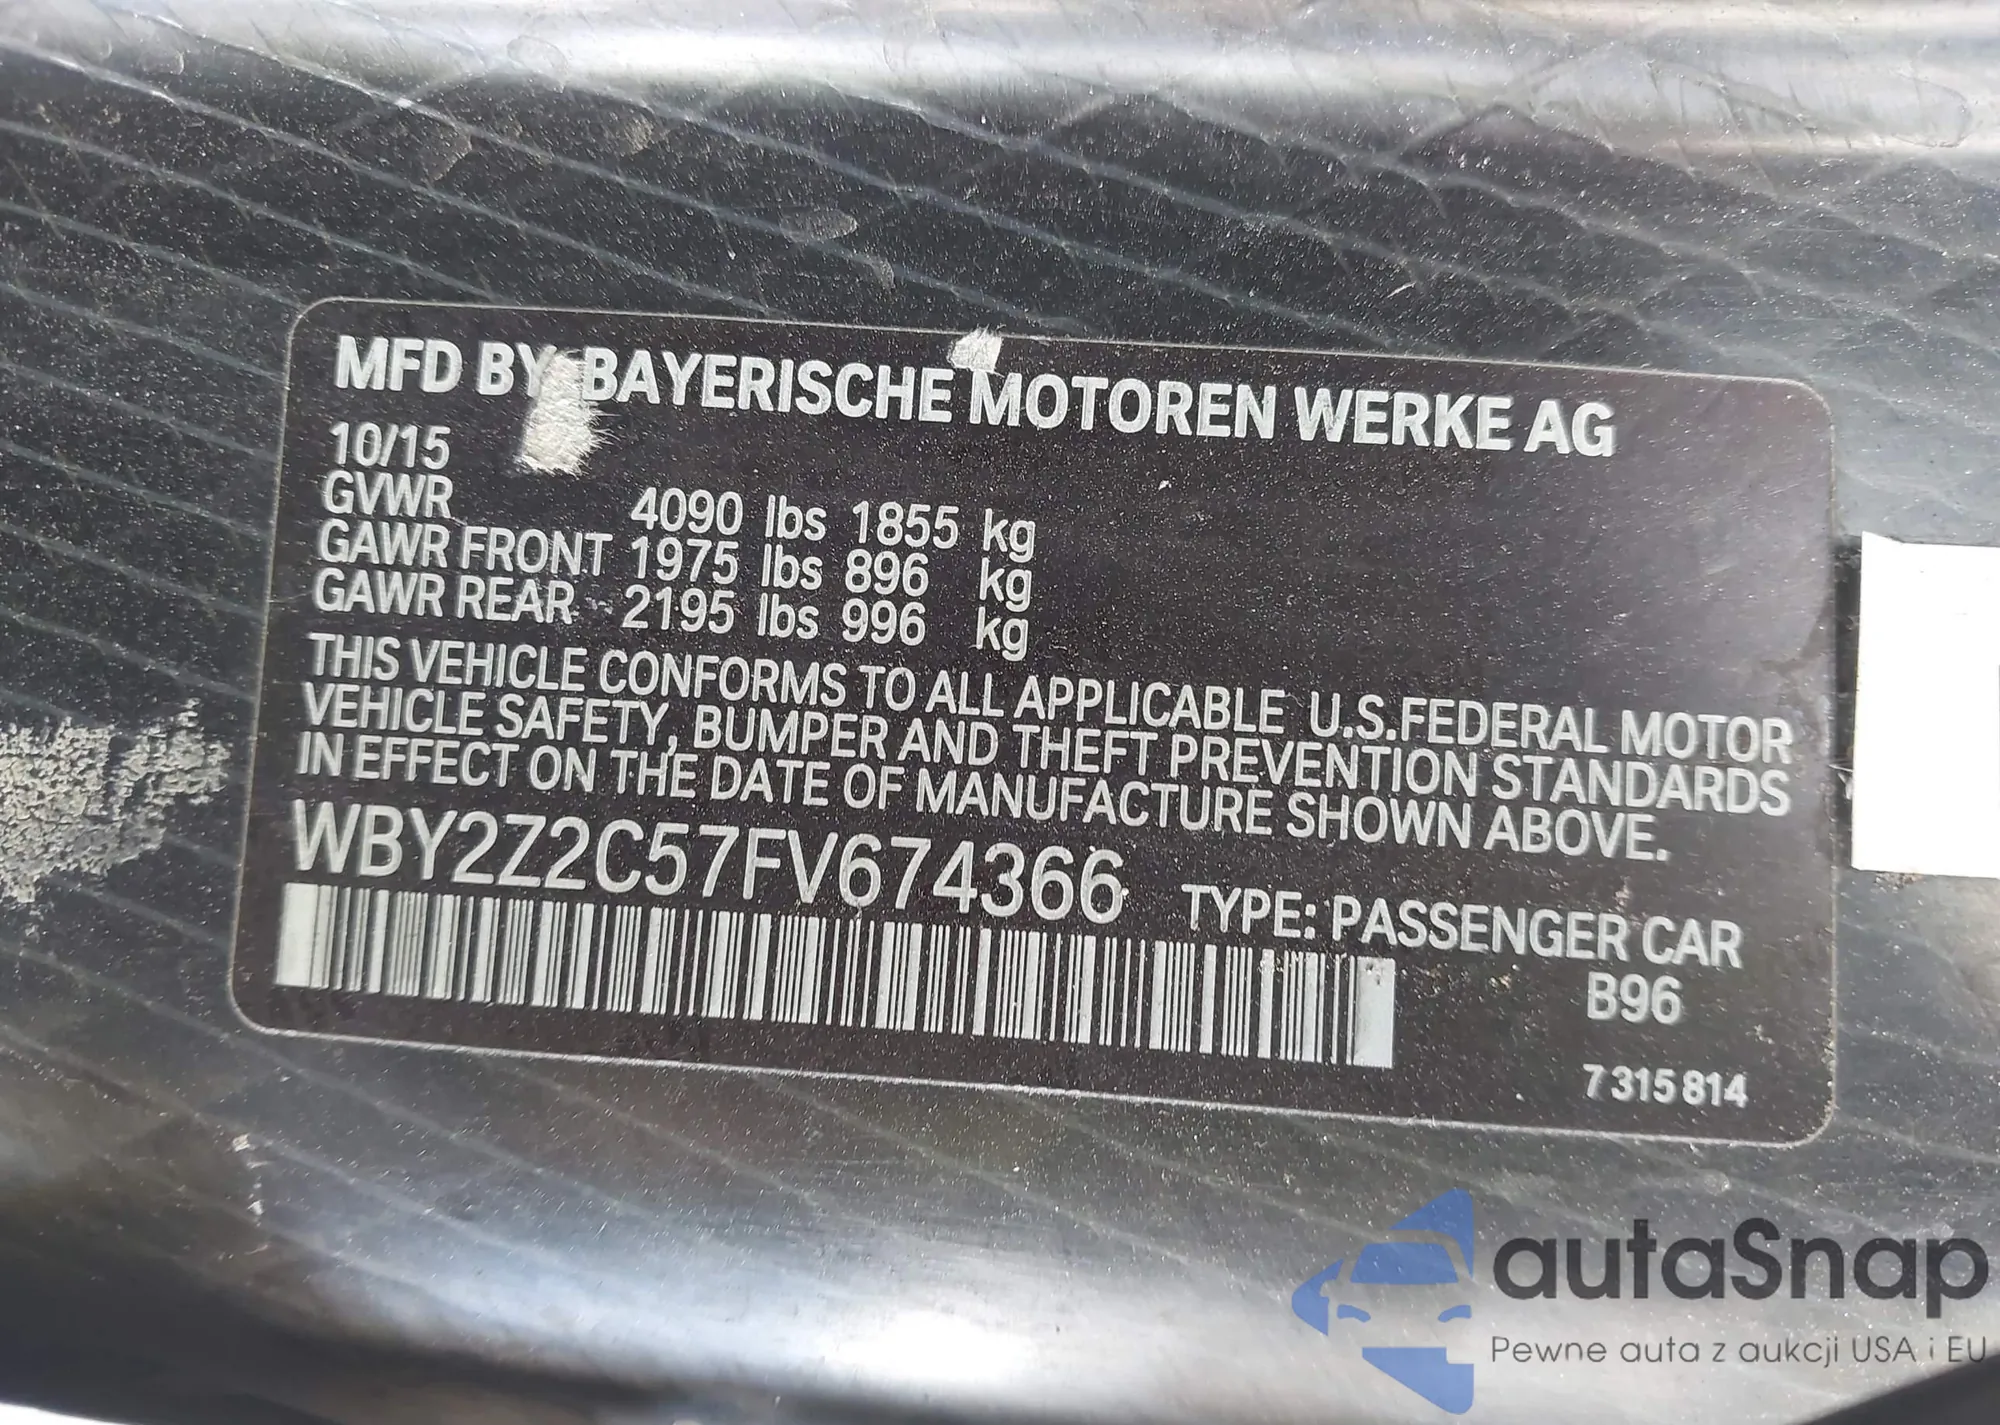 MFD BY BAYERISCHE MOTOREN WERKE AG
10/15
GVWR 4090 lbs 1855 kg
GAWR FRONT 1975 lbs 896 kg
GAWR REAR 2195 lbs 996 kg
THIS VEHICLE CONFORMS TO ALL APPLICABLE U.S.FEDERAL MOTOR
VEHICLE SAFETY, BUMPER AND THEFT PREVENTION STANDARDS
IN EFFECT ON THE DATE OF MANUFACTURE SHOWN ABOVE.
WBY2Z2C57FV674366 TYPE: PASSENGER CAR
B96
7 315 814
autaSnap
Pewne auta z aukcji USA i EU